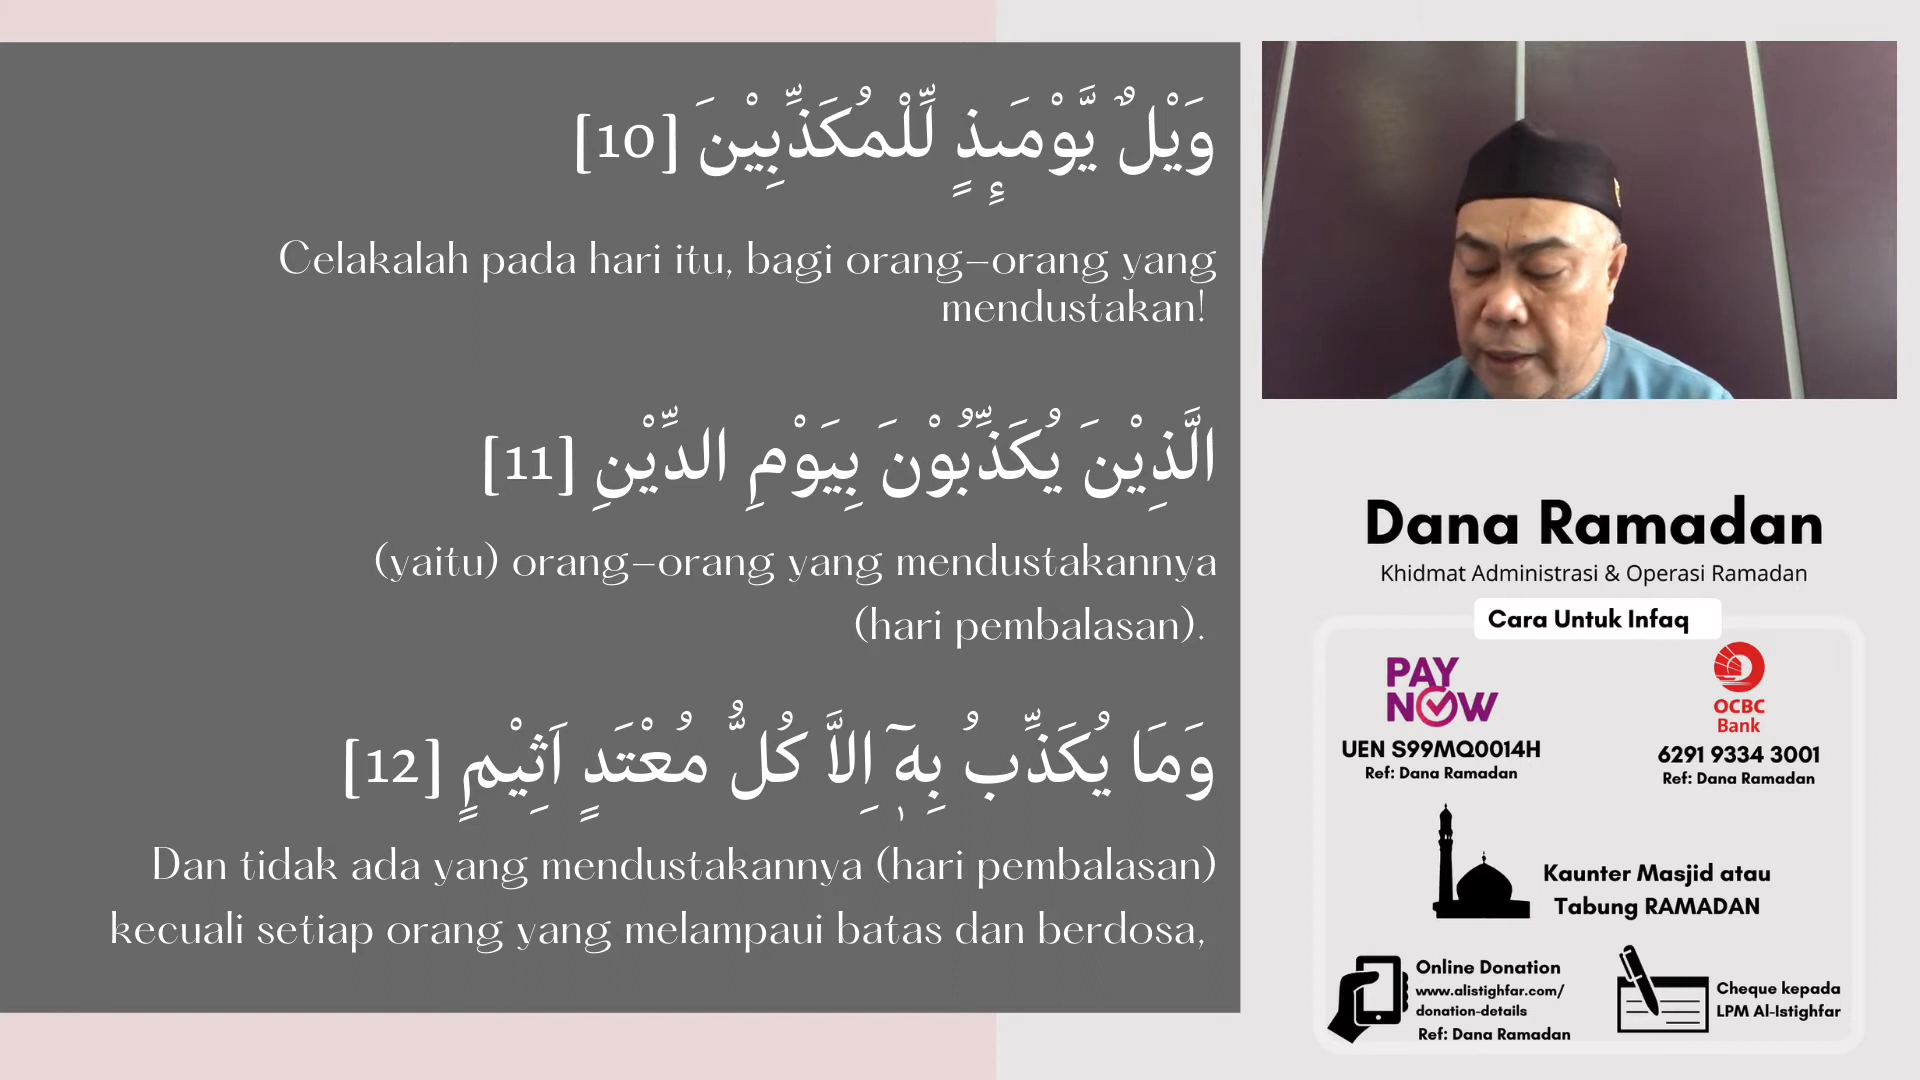 وَيْلٌ يَّوْمَىِٕذٍ لِّلْمُكَذِّبِيْنَ [10]
Celakalah pada hari itu, bagi orang-orang yang
mendustakan!
الَّذِيْنَ يُكَذِّبُوْنَ بِيَوْمِ الدِّيْنِ [11]
(yaitu) orang-orang yang mendustakannya
(hari pembalasan).
وَمَا يُكَذِّبُ بِهٖٓ اِلَّا كُلُّ مُعْتَدٍ اَثِيْمٍ [12]
Dan tidak ada yang mendustakannya (hari pembalasan)
kecuali setiap orang yang melampaui batas dan berdosa,
Dana Ramadan
Khidmat Administrasi & Operasi Ramadan
Cara Untuk Infaq
PAY
NOW
UEN S99MQ0014H
Ref: Dana Ramadan
OCBC
Bank
6291 9334 3001
Ref: Dana Ramadan
Kaunter Masjid atau
Tabung RAMADAN
Online Donation
www.alistighfar.com/
donation-details
Ref: Dana Ramadan
Cheque kepada
LPM Al-Istighfar